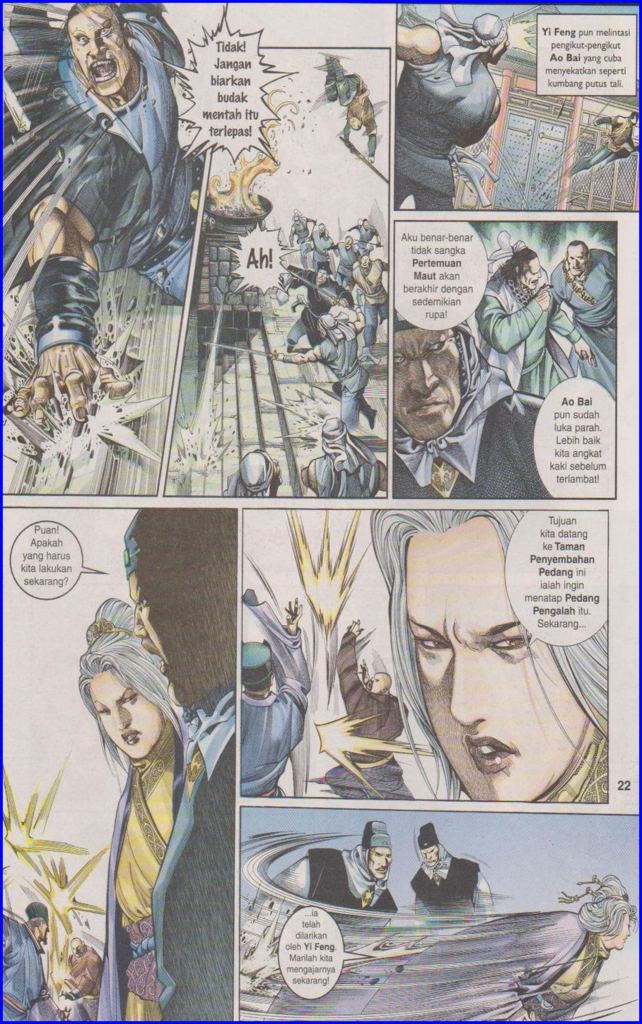 Tidak!
Jangan
biarkan
budak
mentah itu
terlepas!
Yi Feng pun melintasi
pengikut-pengikut
Ao Bai yang cuba
menyekatkan seperti
kumbang putus tali.
Ah!
Aku benar-benar
tidak sangka
Pertemuan
Maut akan
berakhir dengan
sedemikian
rupa!
Ao Bai
pun sudah
luka parah.
Lebih baik
kita angkat
kaki sebelum
terlambat!
Puan!
Apakah
yang harus
kita lakukan
sekarang?
Tujuan
kita datang
ke Taman
Penyembahan
Pedang ini
ialah ingin
menatap Pedang
Pengalah itu.
Sekarang...
22
...ia
telah
dilarikan
oleh Yi Feng.
Marilah kita
mengajarnya
sekarang!